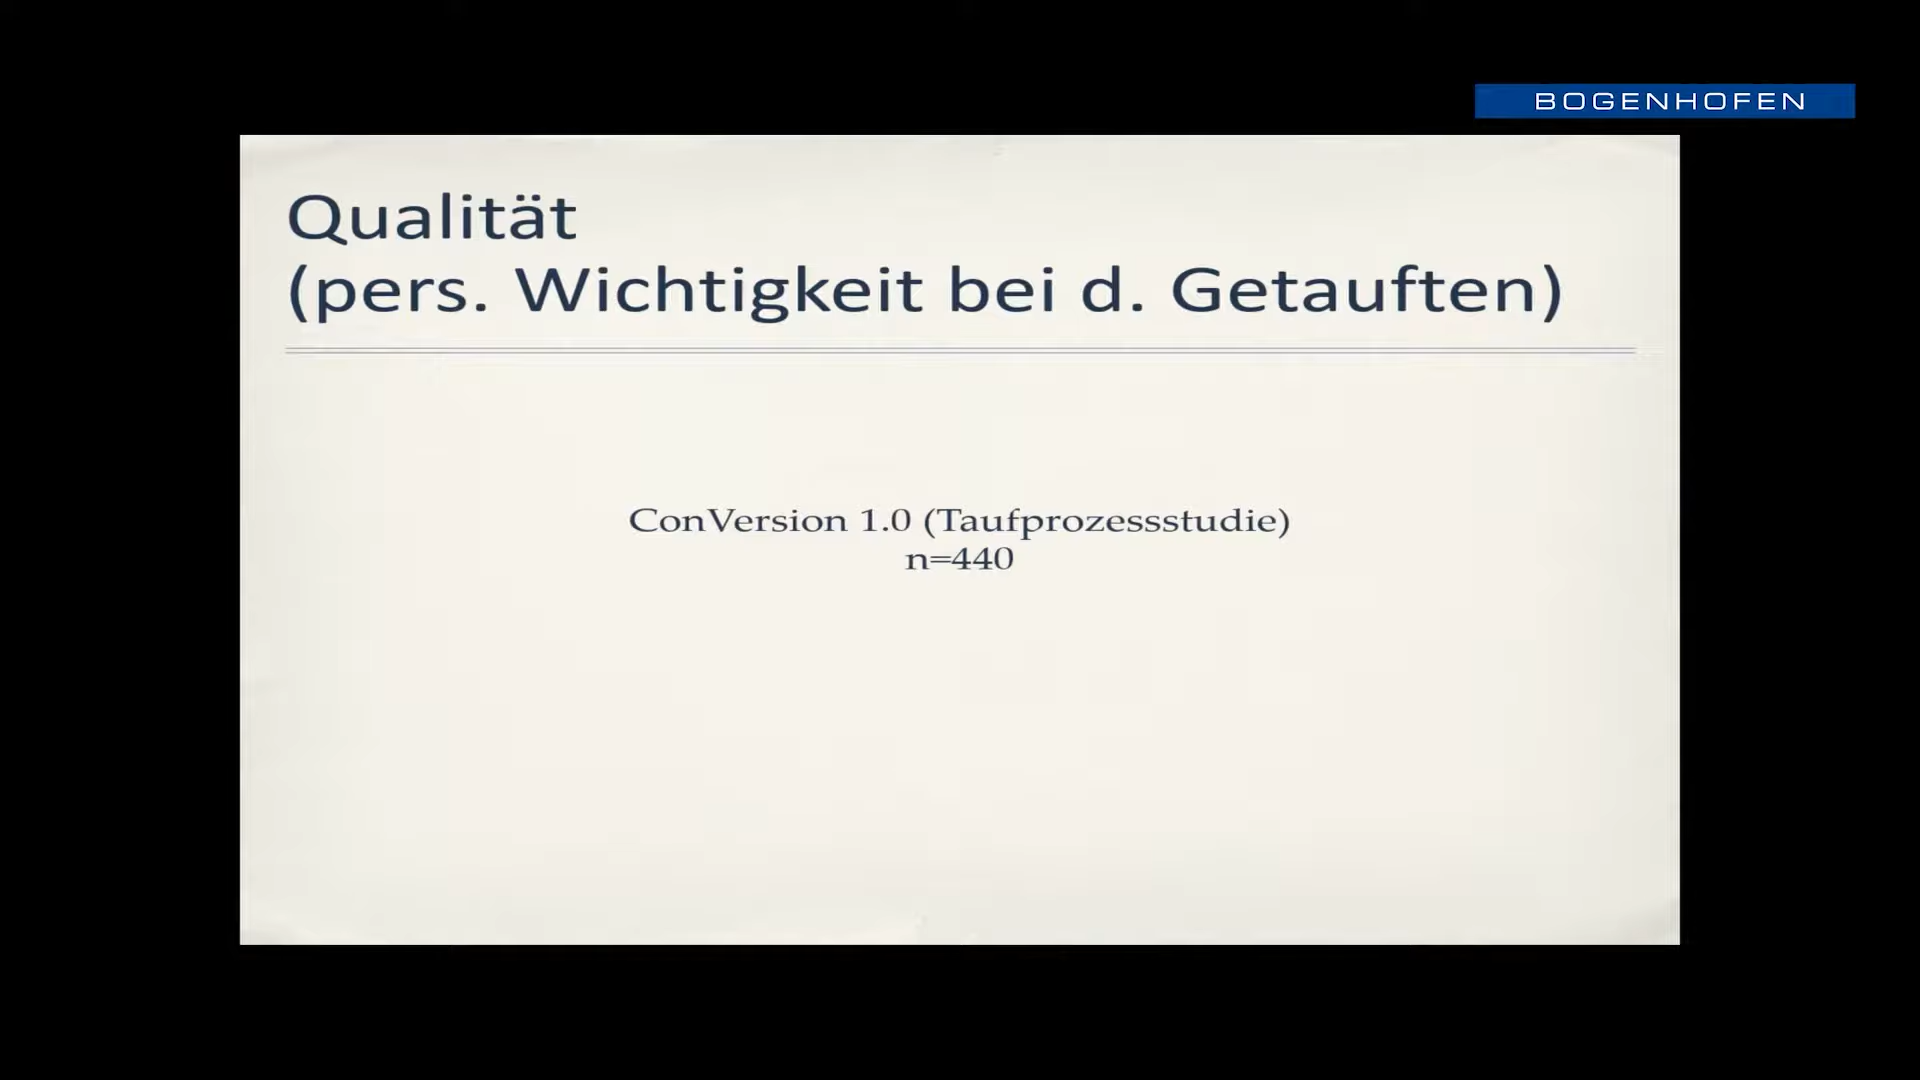 BOGENHOFEN
Qualität
(pers. Wichtigkeit bei d. Getauften)
ConVersion 1.0 (Taufprozessstudie)
n=440